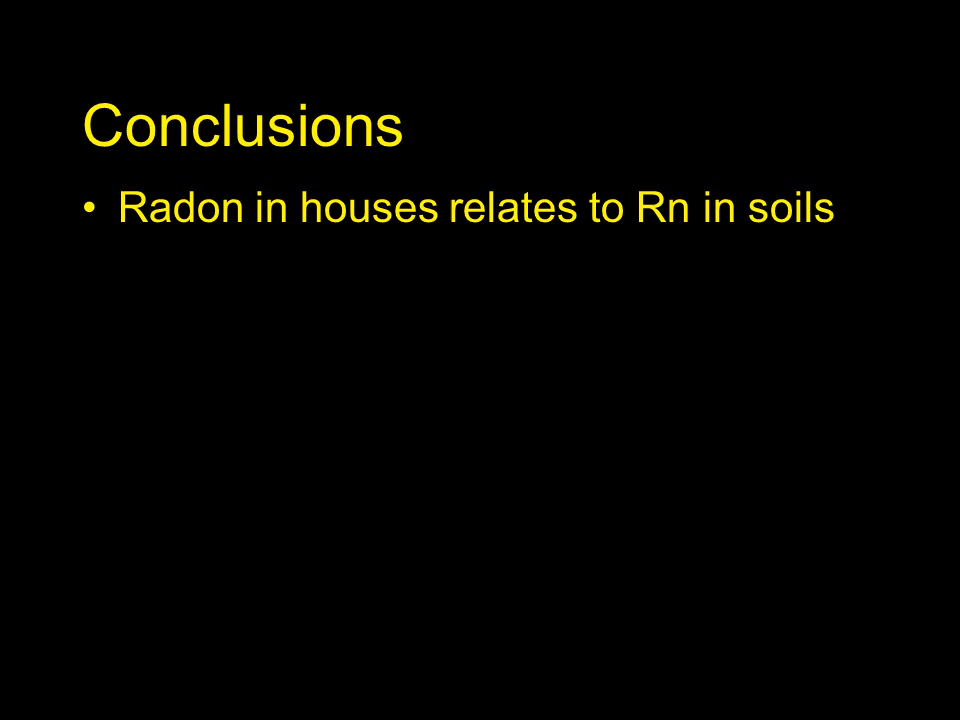 Conclusions
• Radon in houses relates to Rn in soils